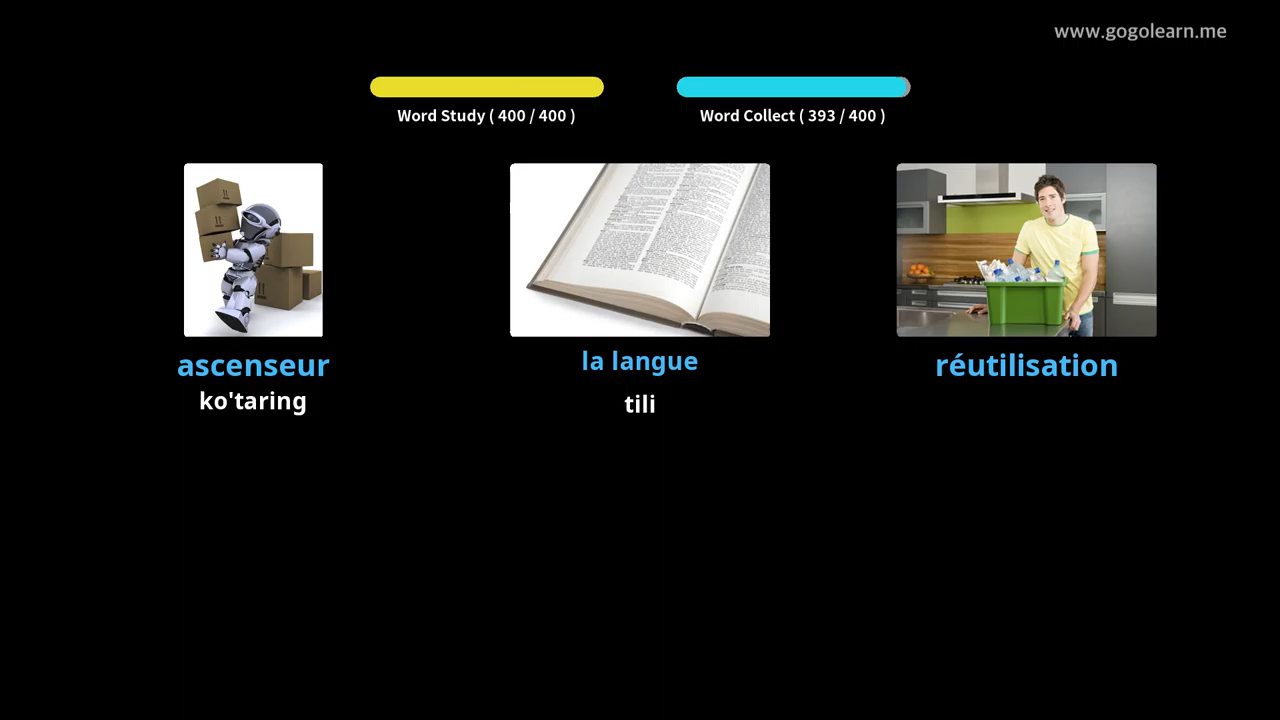 www.gogolearn.me
Word Study ( 400 / 400 )
Word Collect ( 393 / 400 )
ascenseur
ko'taring
la langue
tili
réutilisation